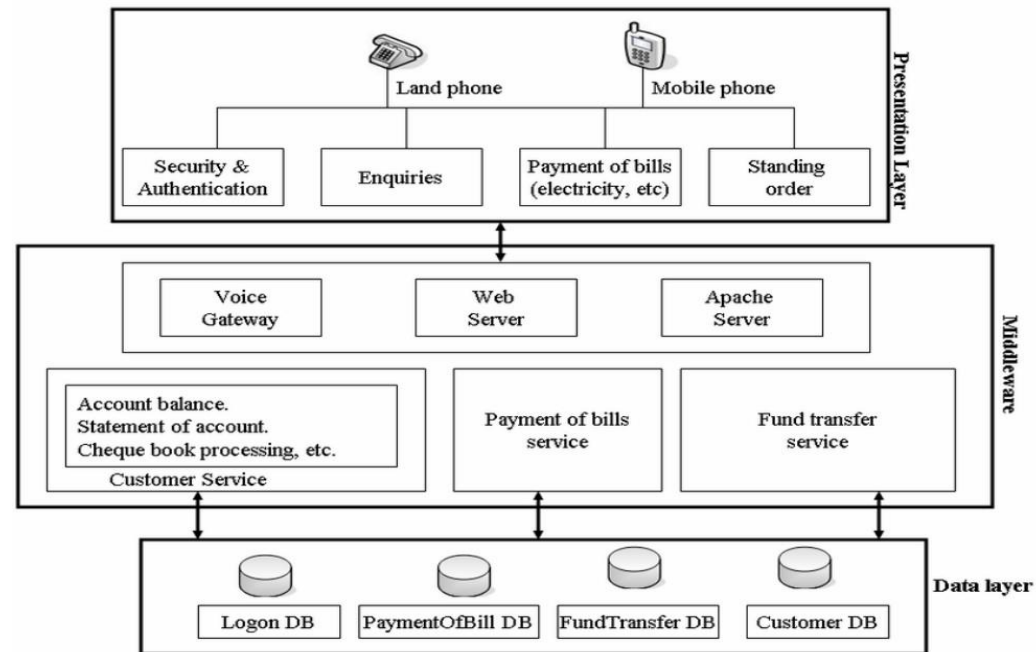 Land phone
Mobile phone
Security &
Authentication
Enquiries
Payment of bills
(electricity, etc)
Standing
order
Presentation Layer
Voice
Gateway
Web
Server
Apache
Server
Middleware
Account balance.
Statement of account.
Cheque book processing, etc.
Customer Service
Payment of bills
service
Fund transfer
service
Logon DB
PaymentOfBill DB
FundTransfer DB
Customer DB
Data layer